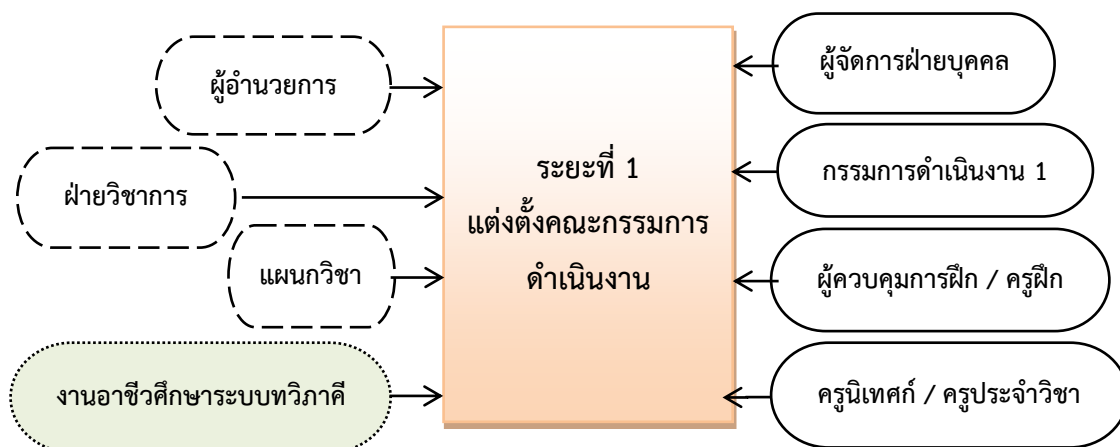 ผู้อำนวยการ
ฝ่ายวิชาการ
แผนกวิชา
งานอาชีวศึกษาระบบทวิภาคี
ระยะที่ 1
แต่งตั้งคณะกรรมการ
ดำเนินงาน
ผู้จัดการฝ่ายบุคคล
กรรมการดำเนินงาน 1
ผู้ควบคุมการฝึก / ครูฝึก
ครูนิเทศก์ / ครูประจำวิชา